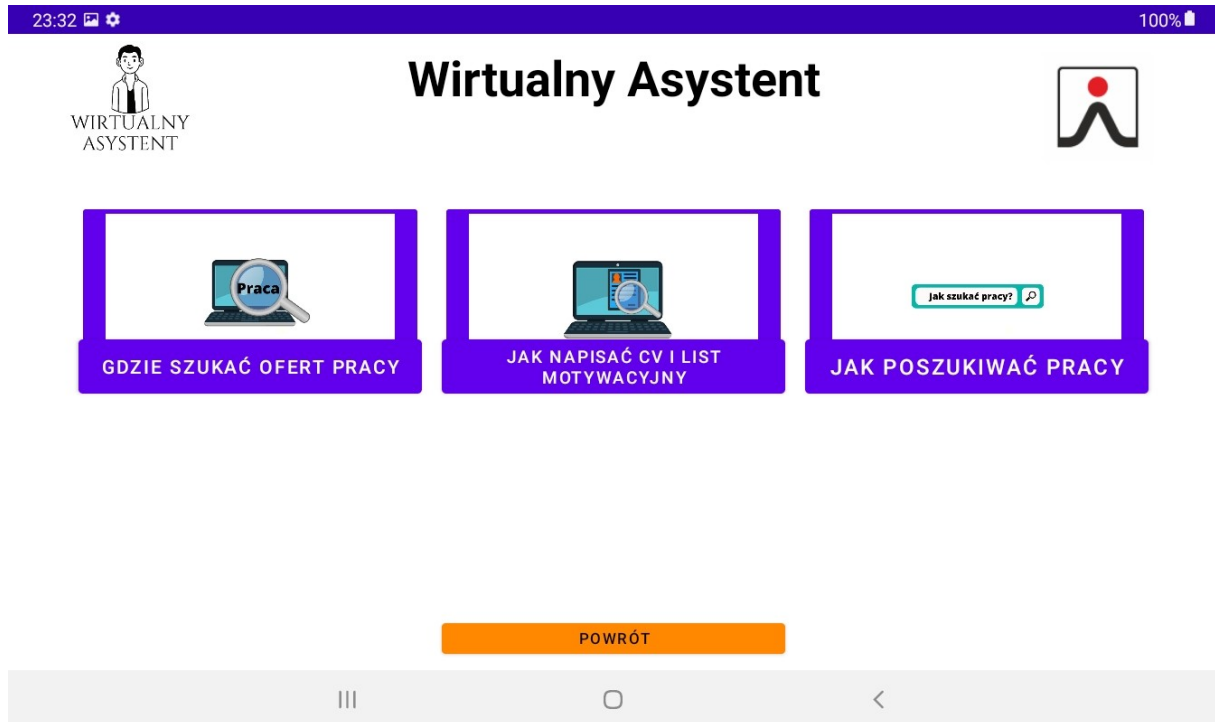 23:32
100%
WIRTUALNY
ASYSTENT
Wirtualny Asystent
Praca
Jak szukać pracy?
GDZIE SZUKAĆ OFERT PRACY
JAK NAPISAĆ CV I LIST
MOTYWACYJNY
JAK POSZUKIWAĆ PRACY
POWRÓT